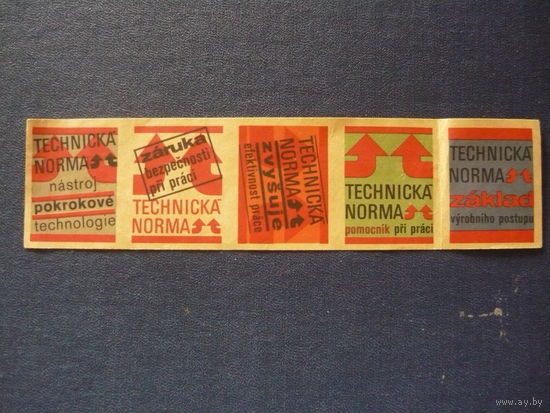 TECHNICKÁ
NORMA
nástroj
pokrokové
technologie
záruka
bezpečnosti
při práci
TECHNICKÁ
NORMA
TECHNICKÁ
NORMA
zvyšuje
efektivnost práce
TECHNICKÁ
NORMA
pomocník při práci
TECHNICKÁ
NORMA
základ
výrobního postupu
www.ay.by